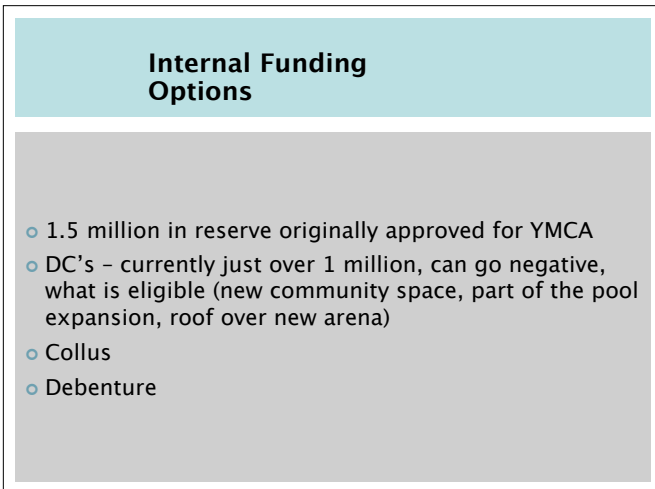 Internal Funding
Options
1.5 million in reserve originally approved for YMCA
DC's – currently just over 1 million, can go negative,
what is eligible (new community space, part of the pool
expansion, roof over new arena)
Collus
Debenture